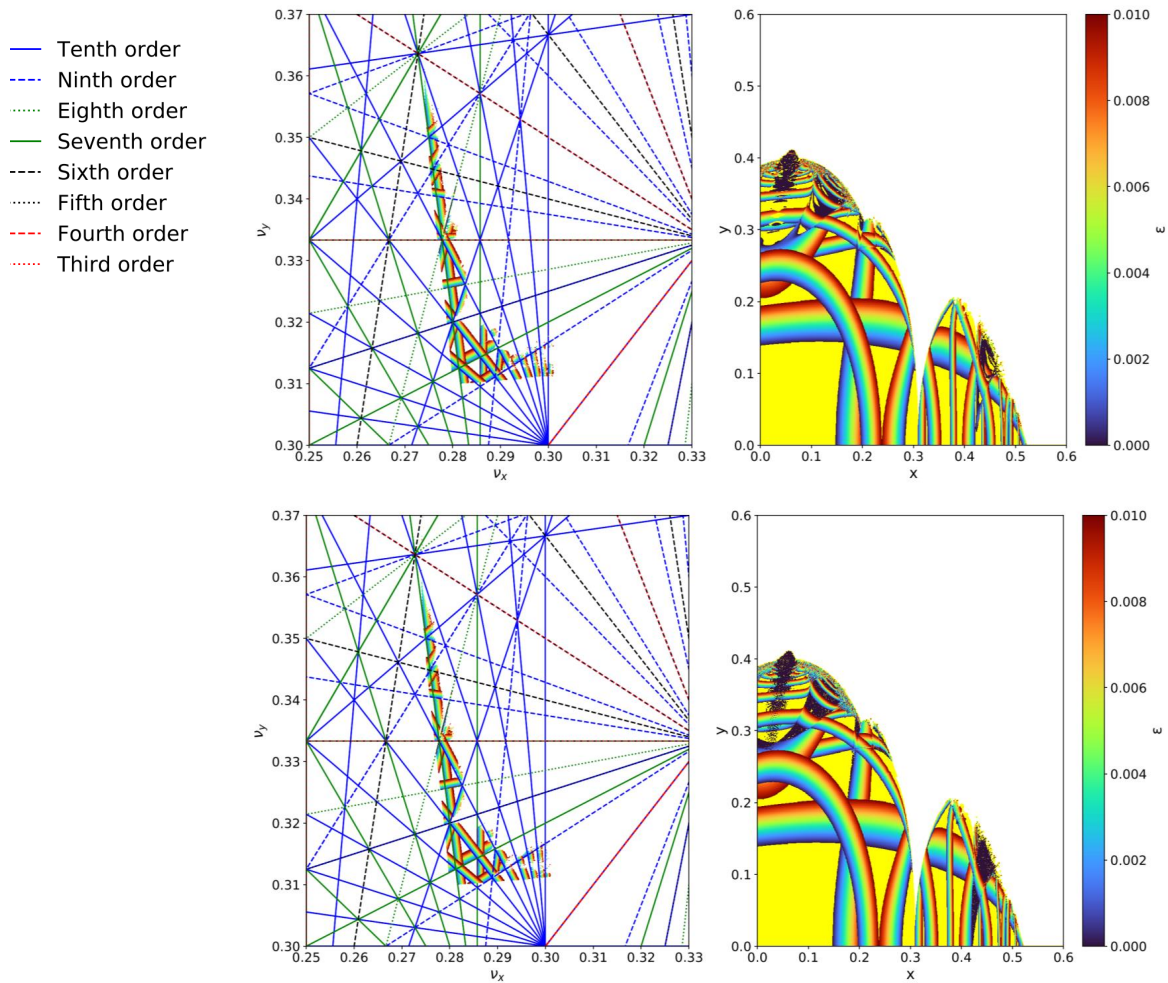 Tenth order
Ninth order
Eighth order
Seventh order
Sixth order
Fifth order
Fourth order
Third order
0.37
0.36
0.35
0.34
0.33
0.32
0.31
0.30
νy
0.25 0.26 0.27 0.28 0.29 0.30 0.31 0.32 0.33
νx
0.6
0.5
0.4
0.3
0.2
0.1
0.0
y
0.0 0.1 0.2 0.3 0.4 0.5 0.6
x
0.010
0.008
0.006
0.004
0.002
0.000
ε
0.37
0.36
0.35
0.34
0.33
0.32
0.31
0.30
νy
0.25 0.26 0.27 0.28 0.29 0.30 0.31 0.32 0.33
νx
0.6
0.5
0.4
0.3
0.2
0.1
0.0
y
0.0 0.1 0.2 0.3 0.4 0.5 0.6
x
0.010
0.008
0.006
0.004
0.002
0.000
ε